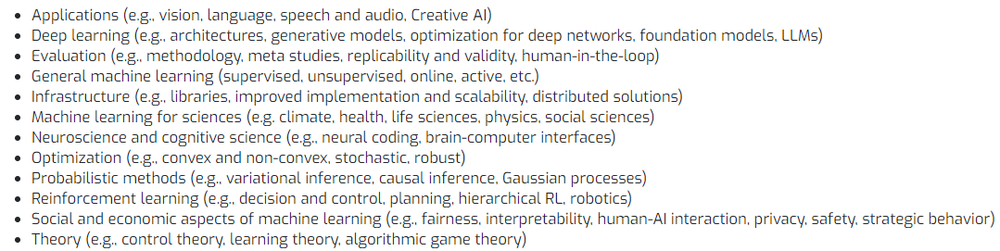 • Applications (e.g., vision, language, speech and audio, Creative AI)
• Deep learning (e.g., architectures, generative models, optimization for deep networks, foundation models, LLMs)
• Evaluation (e.g., methodology, meta studies, replicability and validity, human-in-the-loop)
• General machine learning (supervised, unsupervised, online, active, etc.)
• Infrastructure (e.g., libraries, improved implementation and scalability, distributed solutions)
• Machine learning for sciences (e.g. climate, health, life sciences, physics, social sciences)
• Neuroscience and cognitive science (e.g., neural coding, brain-computer interfaces)
• Optimization (e.g., convex and non-convex, stochastic, robust)
• Probabilistic methods (e.g., variational inference, causal inference, Gaussian processes)
• Reinforcement learning (e.g., decision and control, planning, hierarchical RL, robotics)
• Social and economic aspects of machine learning (e.g., fairness, interpretability, human-AI interaction, privacy, safety, strategic behavior)
• Theory (e.g., control theory, learning theory, algorithmic game theory)